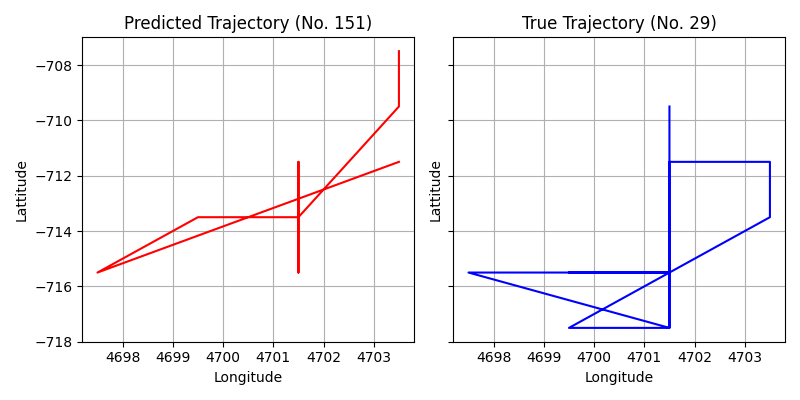 Predicted Trajectory (No. 151)
True Trajectory (No. 29)
−708
−710
−712
−714
−716
−718
Lattitude
Lattitude
4698 4699 4700 4701 4702 4703
4698 4699 4700 4701 4702 4703
Longitude
Longitude